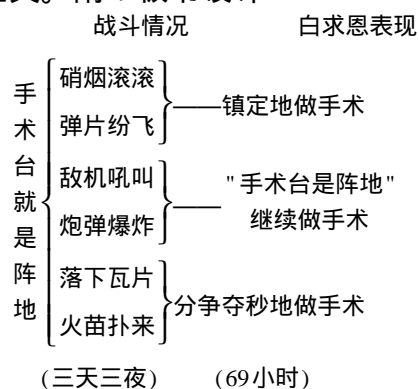 战斗情况 白求恩表现
手术台就是阵地
硝烟滚滚
弹片纷飞
——镇定地做手术
敌机吼叫
炮弹爆炸
——"手术台是阵地"
继续做手术
落下瓦片
火苗扑来
分争夺秒地做手术
(三天三夜) (69小时)